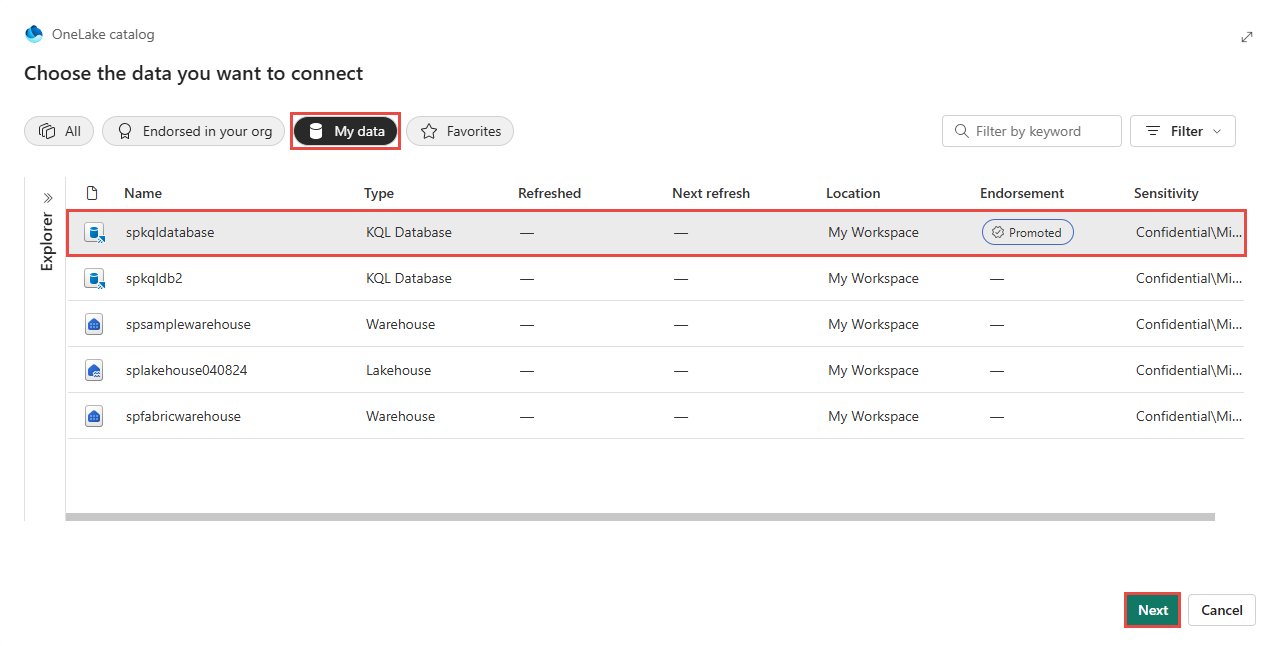 OneLake catalog
Choose the data you want to connect
All Endorsed in your org My data Favorites Filter by keyword Filter
Explorer
Name Type Refreshed Next refresh Location Endorsement Sensitivity
spkqldatabase KQL Database — — My Workspace Promoted Confidential\Mi...
spkqldb2 KQL Database — — My Workspace — Confidential\Mi...
spsamplewarehouse Warehouse — — My Workspace — Confidential\Mi...
splakehouse040824 Lakehouse — — My Workspace — Confidential\Mi...
spfabricwarehouse Warehouse — — My Workspace — Confidential\Mi...
Next Cancel